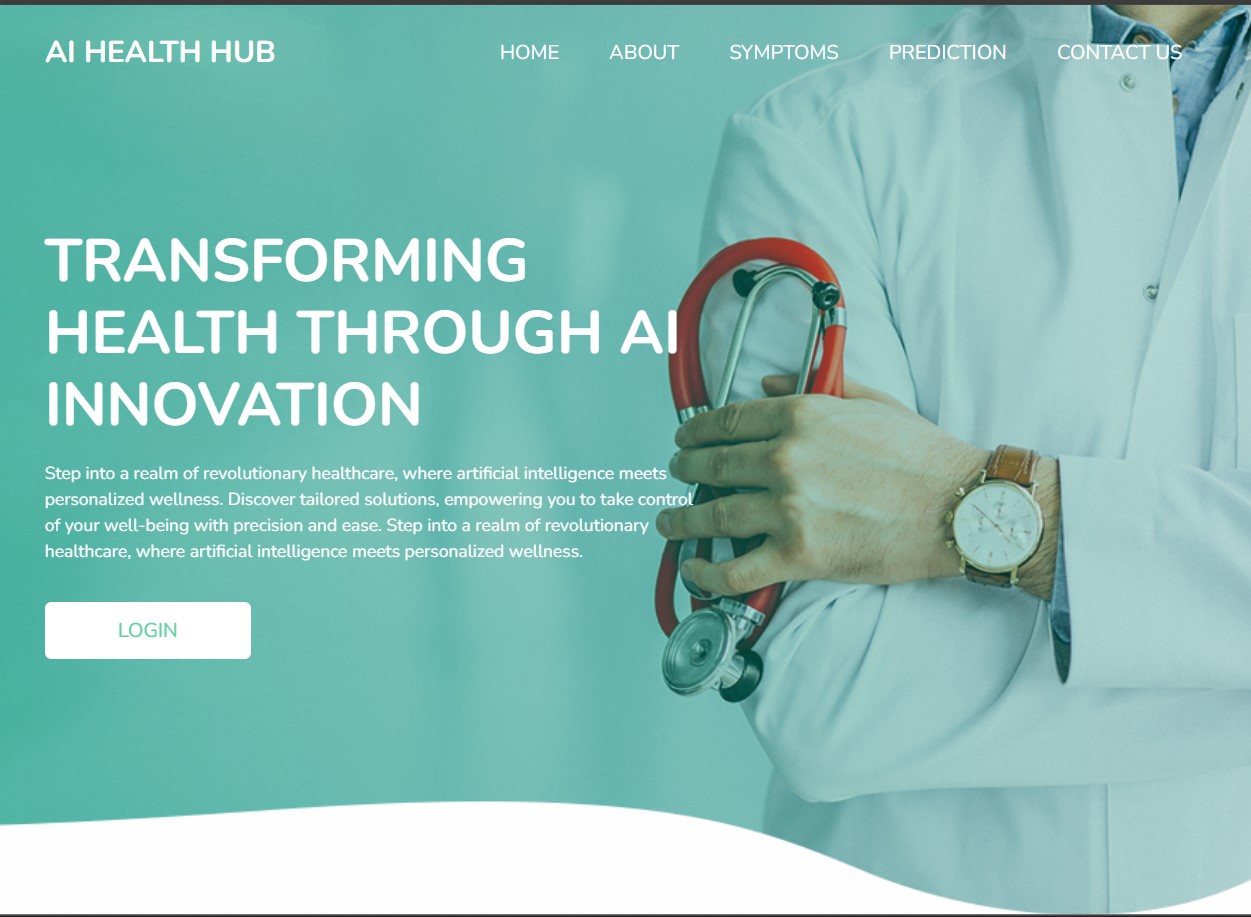 AI HEALTH HUB
HOME ABOUT SYMPTOMS PREDICTION CONTACT US
TRANSFORMING
HEALTH THROUGH AI
INNOVATION
Step into a realm of revolutionary healthcare, where artificial intelligence meets
personalized wellness. Discover tailored solutions, empowering you to take control
of your well-being with precision and ease. Step into a realm of revolutionary
healthcare, where artificial intelligence meets personalized wellness.
LOGIN